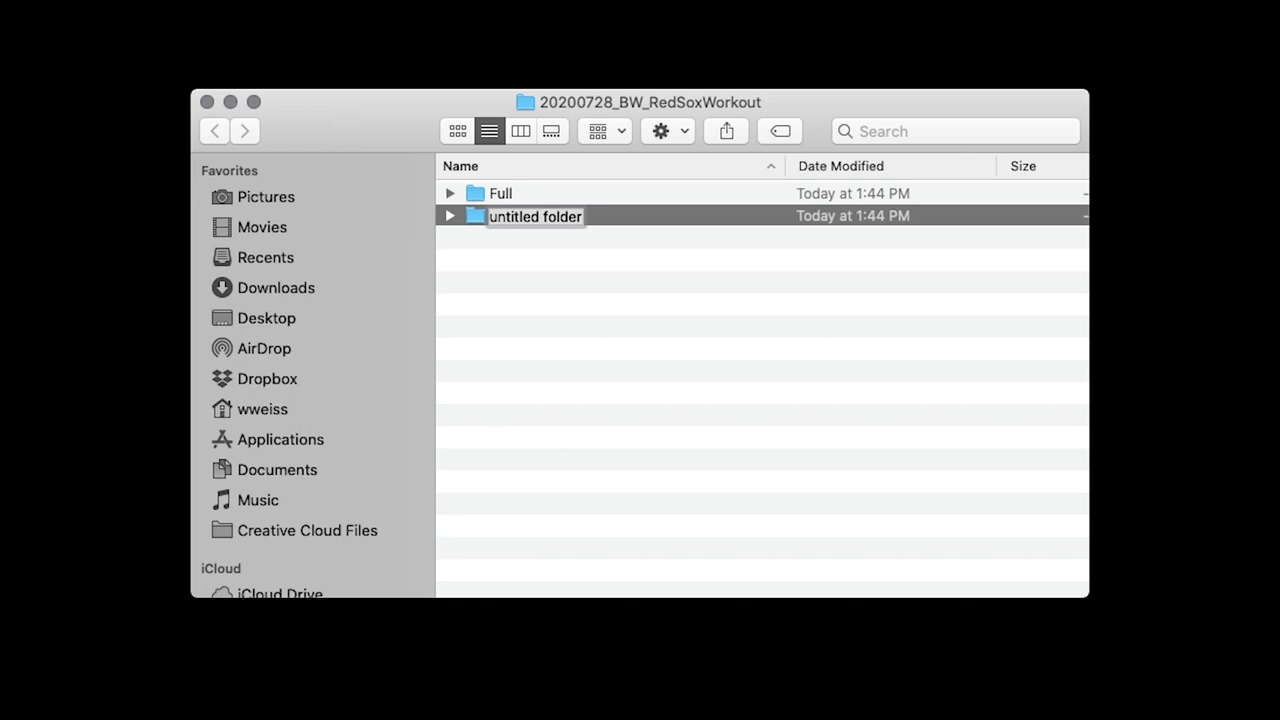 20200728_BW_RedSoxWorkout
Search
Favorites
Pictures
Movies
Recents
Downloads
Desktop
AirDrop
Dropbox
wweiss
Applications
Documents
Music
Creative Cloud Files
iCloud
iCloud Drive
Name Date Modified Size
Full Today at 1:44 PM -
untitled folder Today at 1:44 PM -